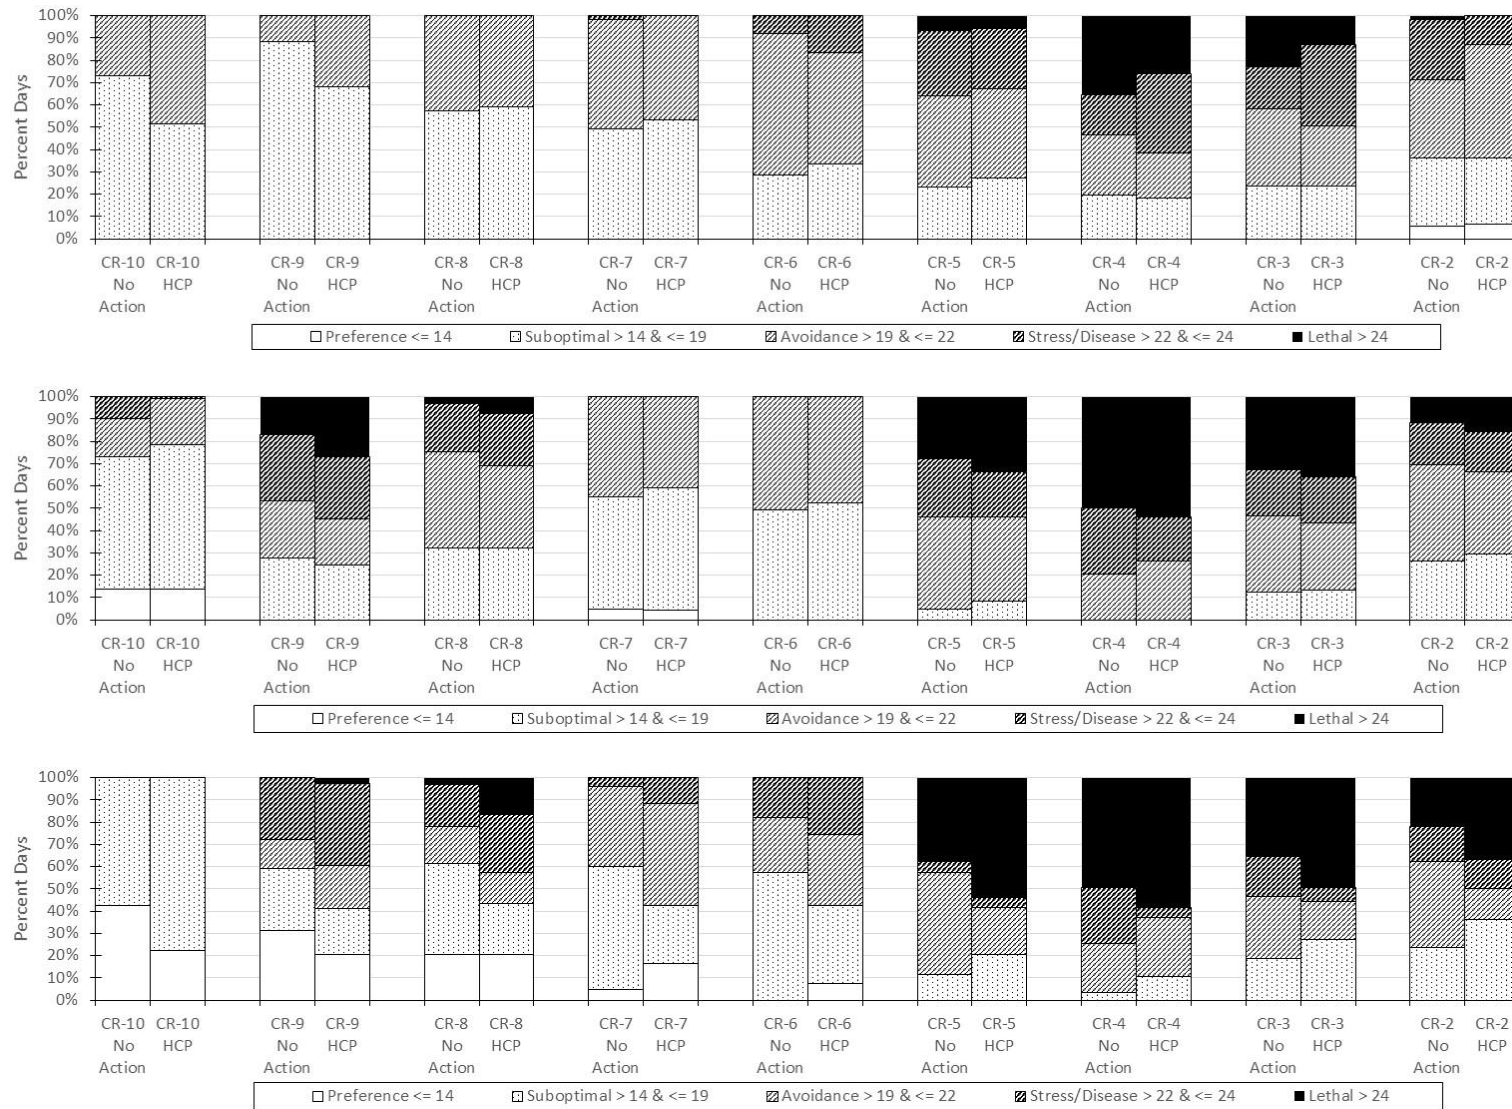 Percent Days
100%
90%
80%
70%
60%
50%
40%
30%
20%
10%
0%
CR-10 CR-10 CR-9 CR-9 CR-8 CR-8 CR-7 CR-7 CR-6 CR-6 CR-5 CR-5 CR-4 CR-4 CR-3 CR-3 CR-2 CR-2
No HCP No HCP No HCP No HCP No HCP No HCP No HCP No HCP No HCP
Action Action Action Action Action Action Action Action Action
Preference <= 14 Suboptimal > 14 & <= 19 Avoidance > 19 & <= 22 Stress/Disease > 22 & <= 24 Lethal > 24
Percent Days
100%
90%
80%
70%
60%
50%
40%
30%
20%
10%
0%
CR-10 CR-10 CR-9 CR-9 CR-8 CR-8 CR-7 CR-7 CR-6 CR-6 CR-5 CR-5 CR-4 CR-4 CR-3 CR-3 CR-2 CR-2
No HCP No HCP No HCP No HCP No HCP No HCP No HCP No HCP No HCP
Action Action Action Action Action Action Action Action Action
Preference <= 14 Suboptimal > 14 & <= 19 Avoidance > 19 & <= 22 Stress/Disease > 22 & <= 24 Lethal > 24
Percent Days
100%
90%
80%
70%
60%
50%
40%
30%
20%
10%
0%
CR-10 CR-10 CR-9 CR-9 CR-8 CR-8 CR-7 CR-7 CR-6 CR-6 CR-5 CR-5 CR-4 CR-4 CR-3 CR-3 CR-2 CR-2
No HCP No HCP No HCP No HCP No HCP No HCP No HCP No HCP No HCP
Action Action Action Action Action Action Action Action Action
Preference <= 14 Suboptimal > 14 & <= 19 Avoidance > 19 & <= 22 Stress/Disease > 22 & <= 24 Lethal > 24